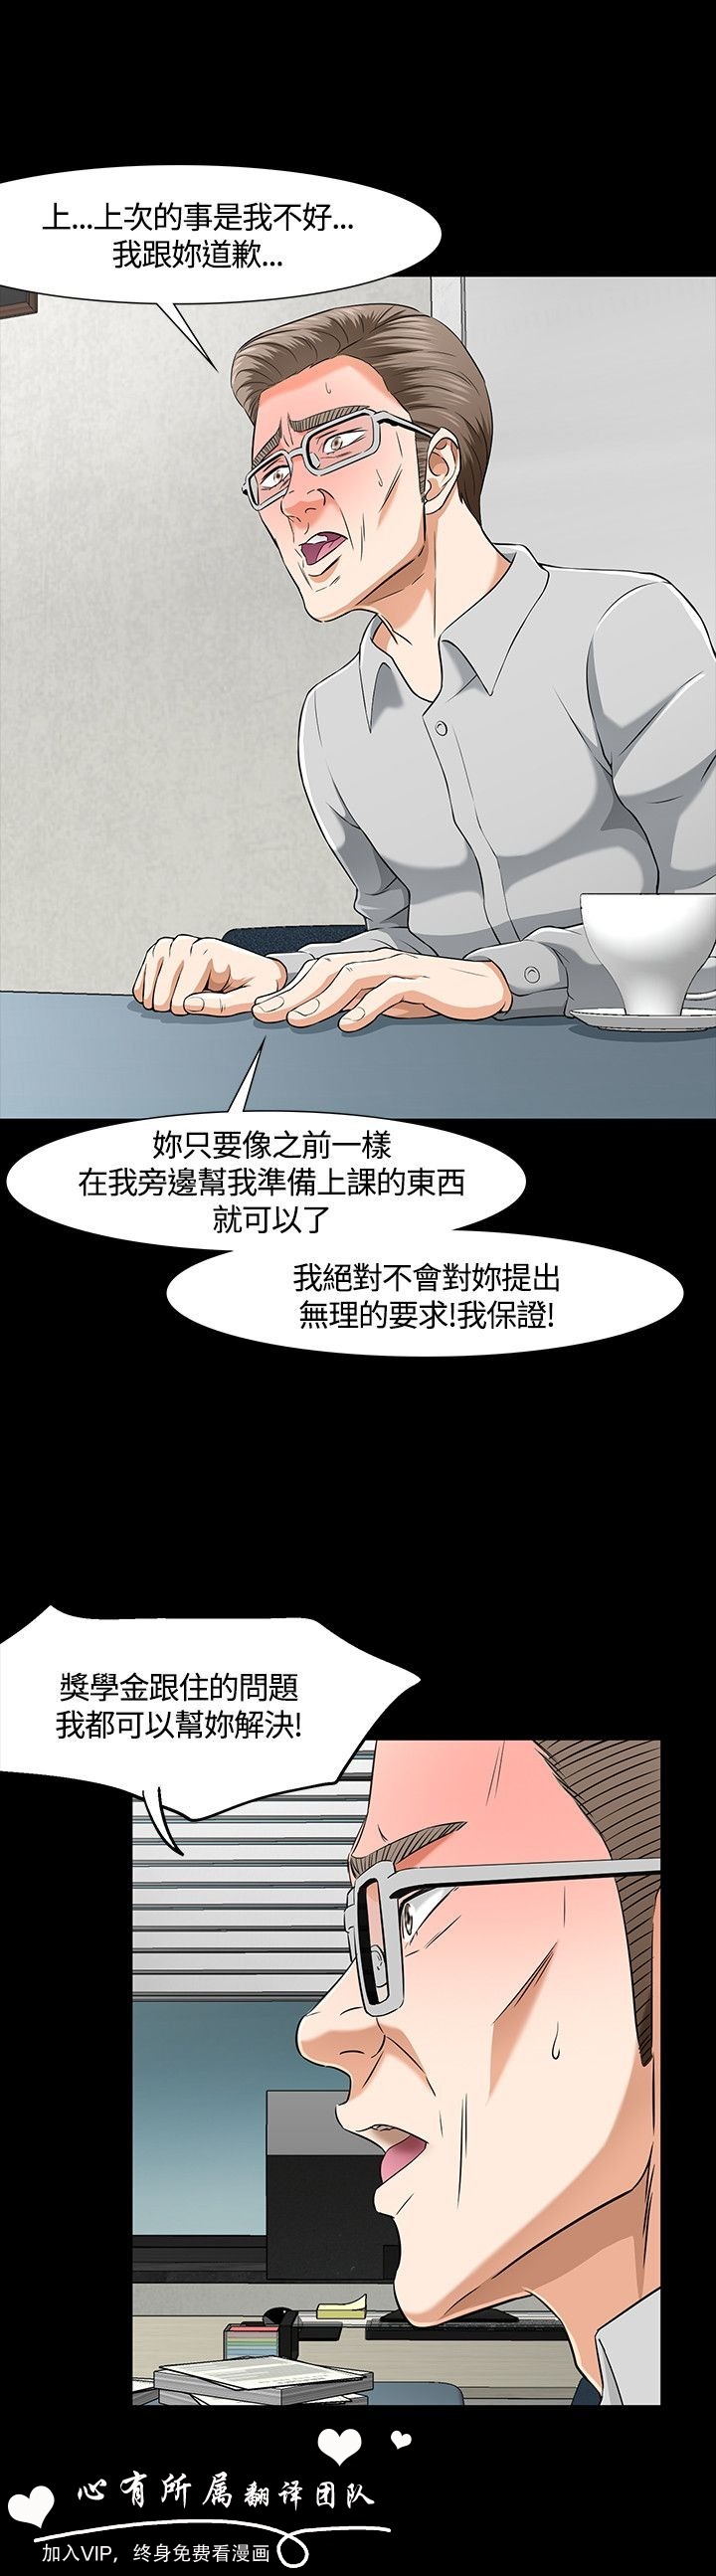 上...上次的事是我不好...
我跟妳道歉...
妳只要像之前一樣
在我旁邊幫我準備上課的東西
就可以了
我絕對不會對妳提出
無理的要求!我保證!
獎學金跟住的問題
我都可以幫妳解決!
心有所属翻译团队
加入VIP，终身免费看漫画